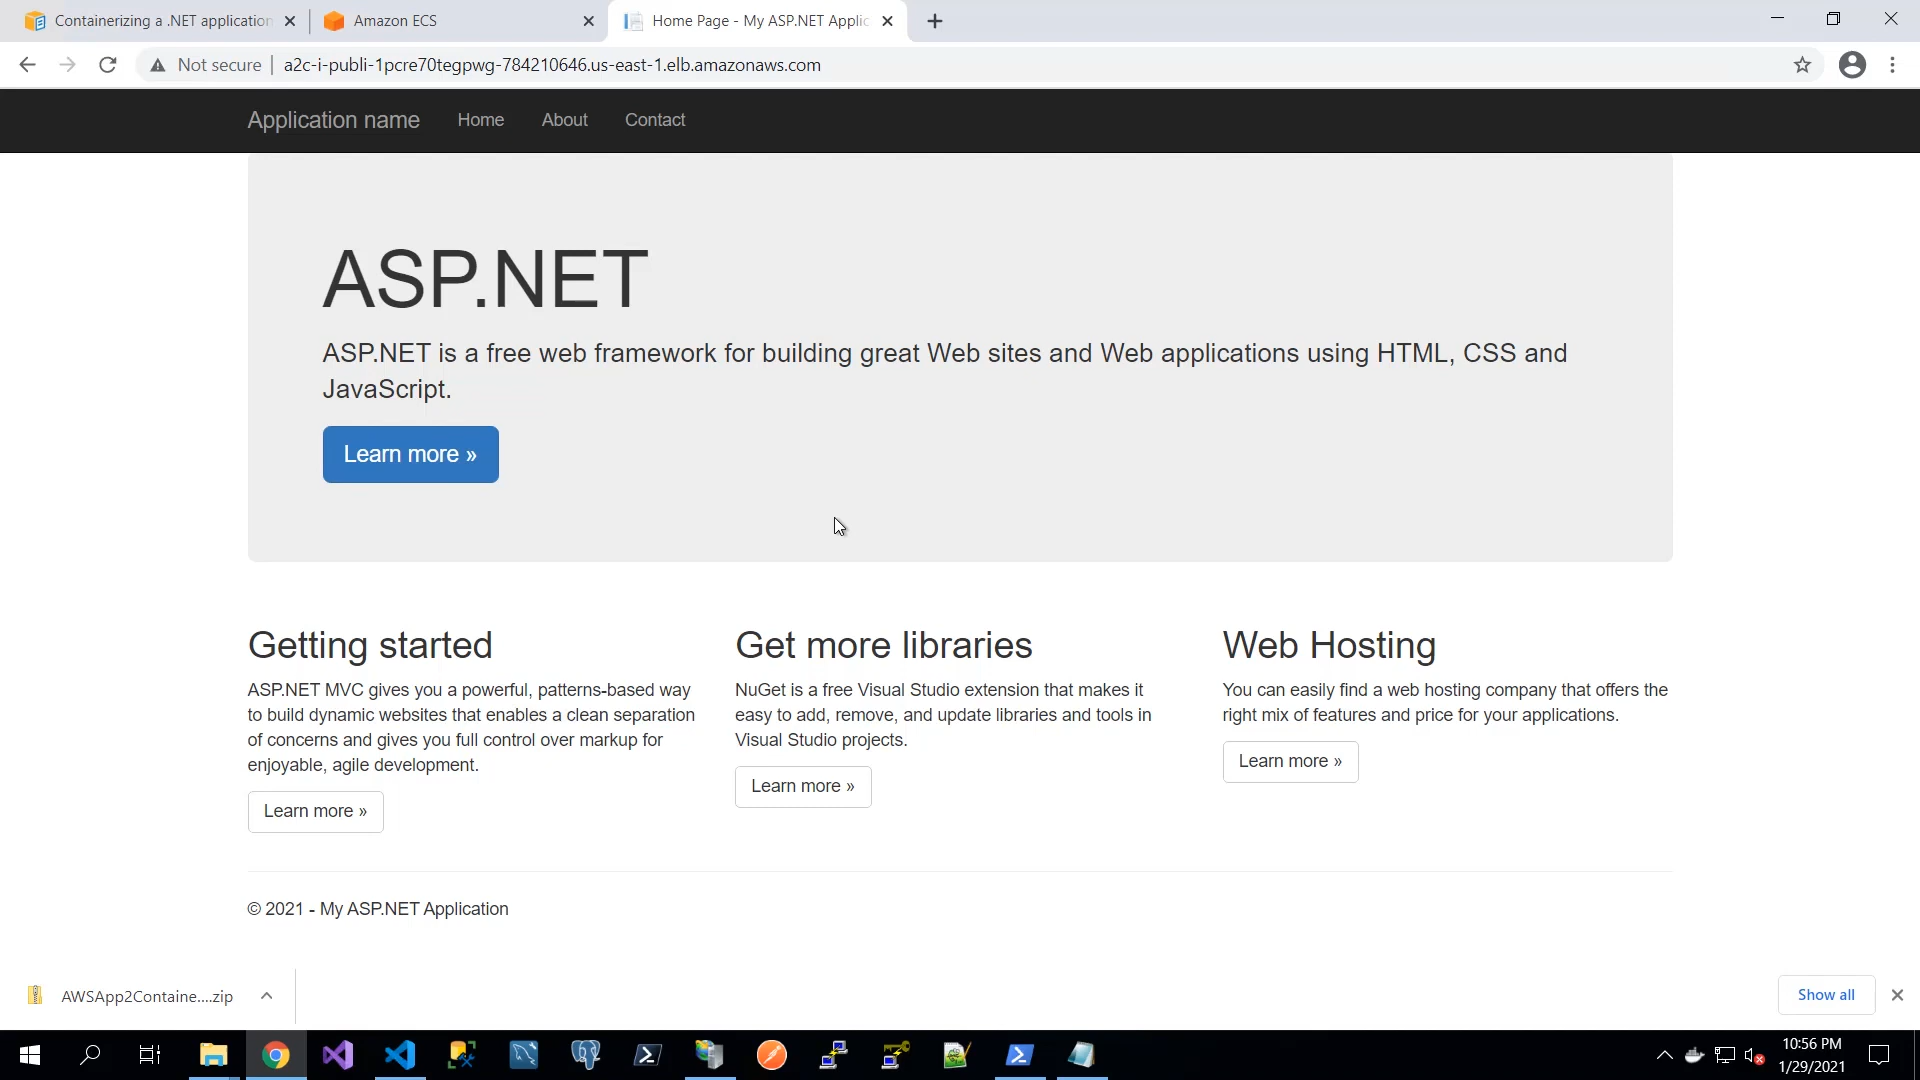 Containerizing a .NET application
Amazon ECS
Home Page - My ASP.NET Applic
Not secure
a2c-i-publi-1pcre70tegpwg-784210646.us-east-1.elb.amazonaws.com
Application name
Home
About
Contact
ASP.NET
ASP.NET is a free web framework for building great Web sites and Web applications using HTML, CSS and
JavaScript.
Learn more »
Getting started
ASP.NET MVC gives you a powerful, patterns-based way
to build dynamic websites that enables a clean separation
of concerns and gives you full control over markup for
enjoyable, agile development.
Learn more »
Get more libraries
NuGet is a free Visual Studio extension that makes it
easy to add, remove, and update libraries and tools in
Visual Studio projects.
Learn more »
Web Hosting
You can easily find a web hosting company that offers the
right mix of features and price for your applications.
Learn more »
© 2021 - My ASP.NET Application
AWSApp2Containe....zip
Show all
10:56 PM
1/29/2021